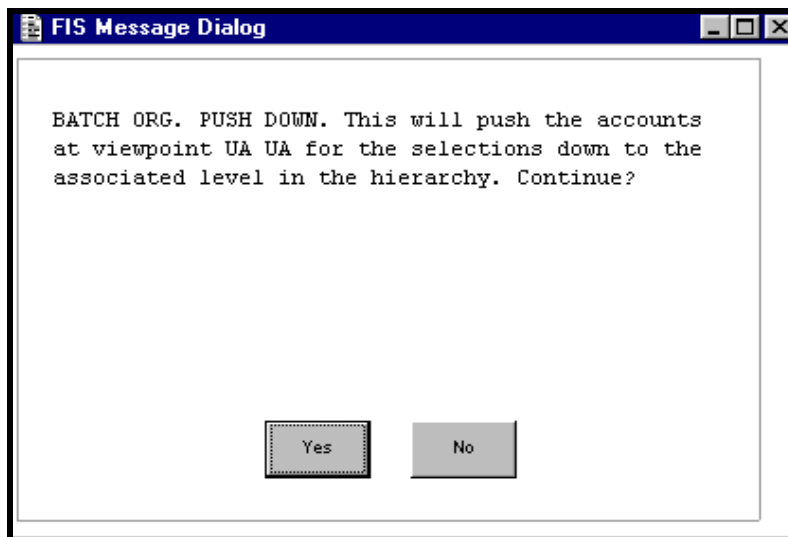 FIS Message Dialog
BATCH ORG. PUSH DOWN. This will push the accounts
at viewpoint UA UA for the selections down to the
associated level in the hierarchy. Continue?
Yes
No